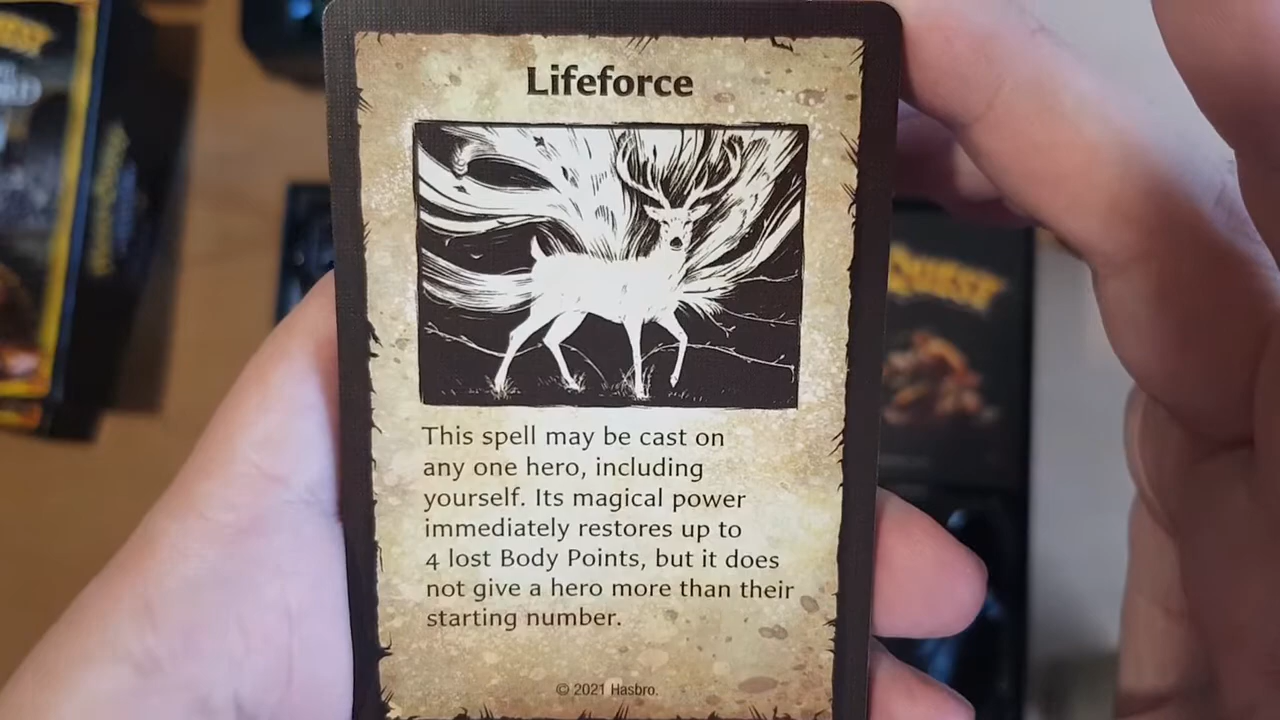 Lifeforce
This spell may be cast on
any one hero, including
yourself. Its magical power
immediately restores up to
4 lost Body Points, but it does
not give a hero more than their
starting number.
© 2021 Hasbro.
QUEST